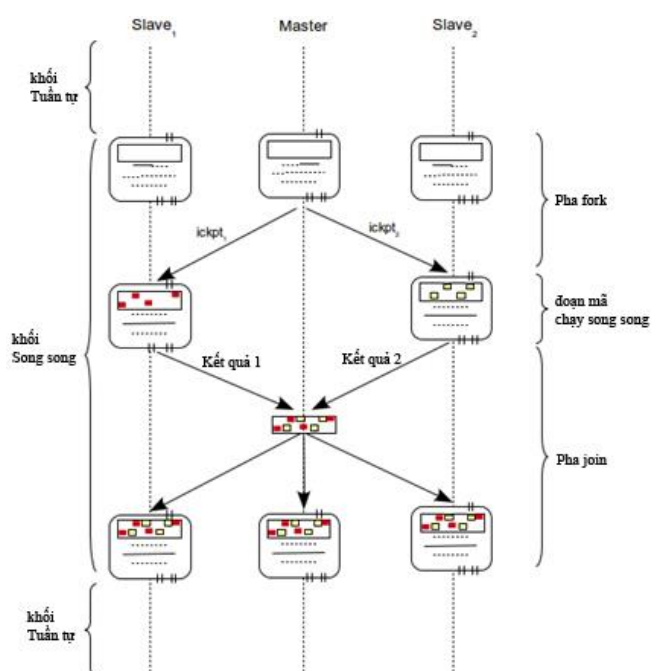 Slave1
Master
Slave2
khối
Tuần tự
Pha fork
ickpt1
ickpt2
đoạn mã
chạy song song
khối
Song song
Kết quả 1
Kết quả 2
Pha join
khối
Tuần tự